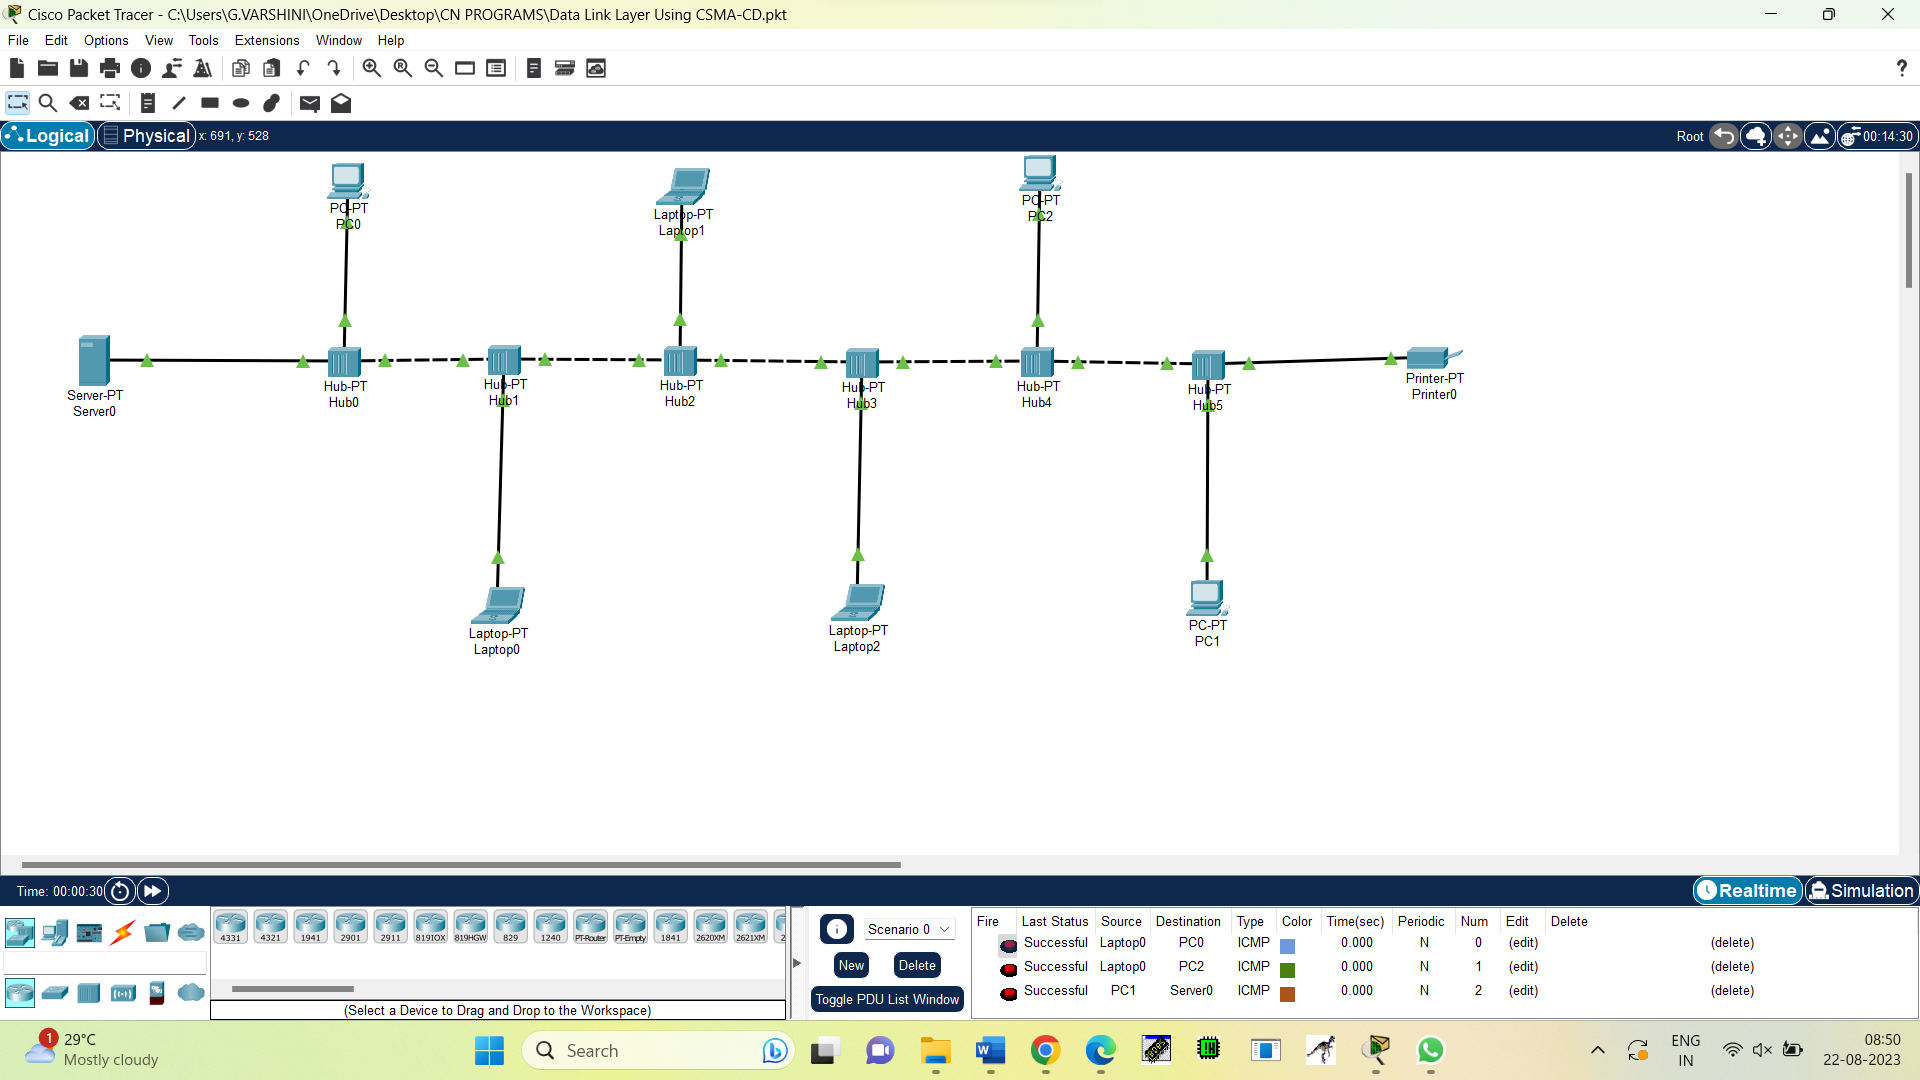 Cisco Packet Tracer - C:\Users\G.VARSHINI\OneDrive\Desktop\CN PROGRAMS\Data Link Layer Using CSMA-CD.pkt
File Edit Options View Tools Extensions Window Help
?
Logical Physical x: 691, y: 528 Root 00:14:30
PC-PT
PC0
Laptop-PT
Laptop1
PC-PT
PC2
Server-PT
Server0
Hub-PT
Hub0
Hub-PT
Hub1
Hub-PT
Hub2
Hub-PT
Hub3
Hub-PT
Hub4
Hub-PT
Hub5
Printer-PT
Printer0
Laptop-PT
Laptop0
Laptop-PT
Laptop2
PC-PT
PC1
Time: 00:00:30 Realtime Simulation
4331 4321 1941 2901 2911 819IOX 819HGW 829 1240 PT-Router PT-Empty 1841 2620XM 2621XM 2
(Select a Device to Drag and Drop to the Workspace)
Scenario 0
New Delete
Toggle PDU List Window
Fire Last Status Source Destination Type Color Time(sec) Periodic Num Edit Delete
Successful Laptop0 PC0 ICMP 0.000 N 0 (edit) (delete)
Successful Laptop0 PC2 ICMP 0.000 N 1 (edit) (delete)
Successful PC1 Server0 ICMP 0.000 N 2 (edit) (delete)
1
29°C
Mostly cloudy
Search
ENG
IN
08:50
22-08-2023